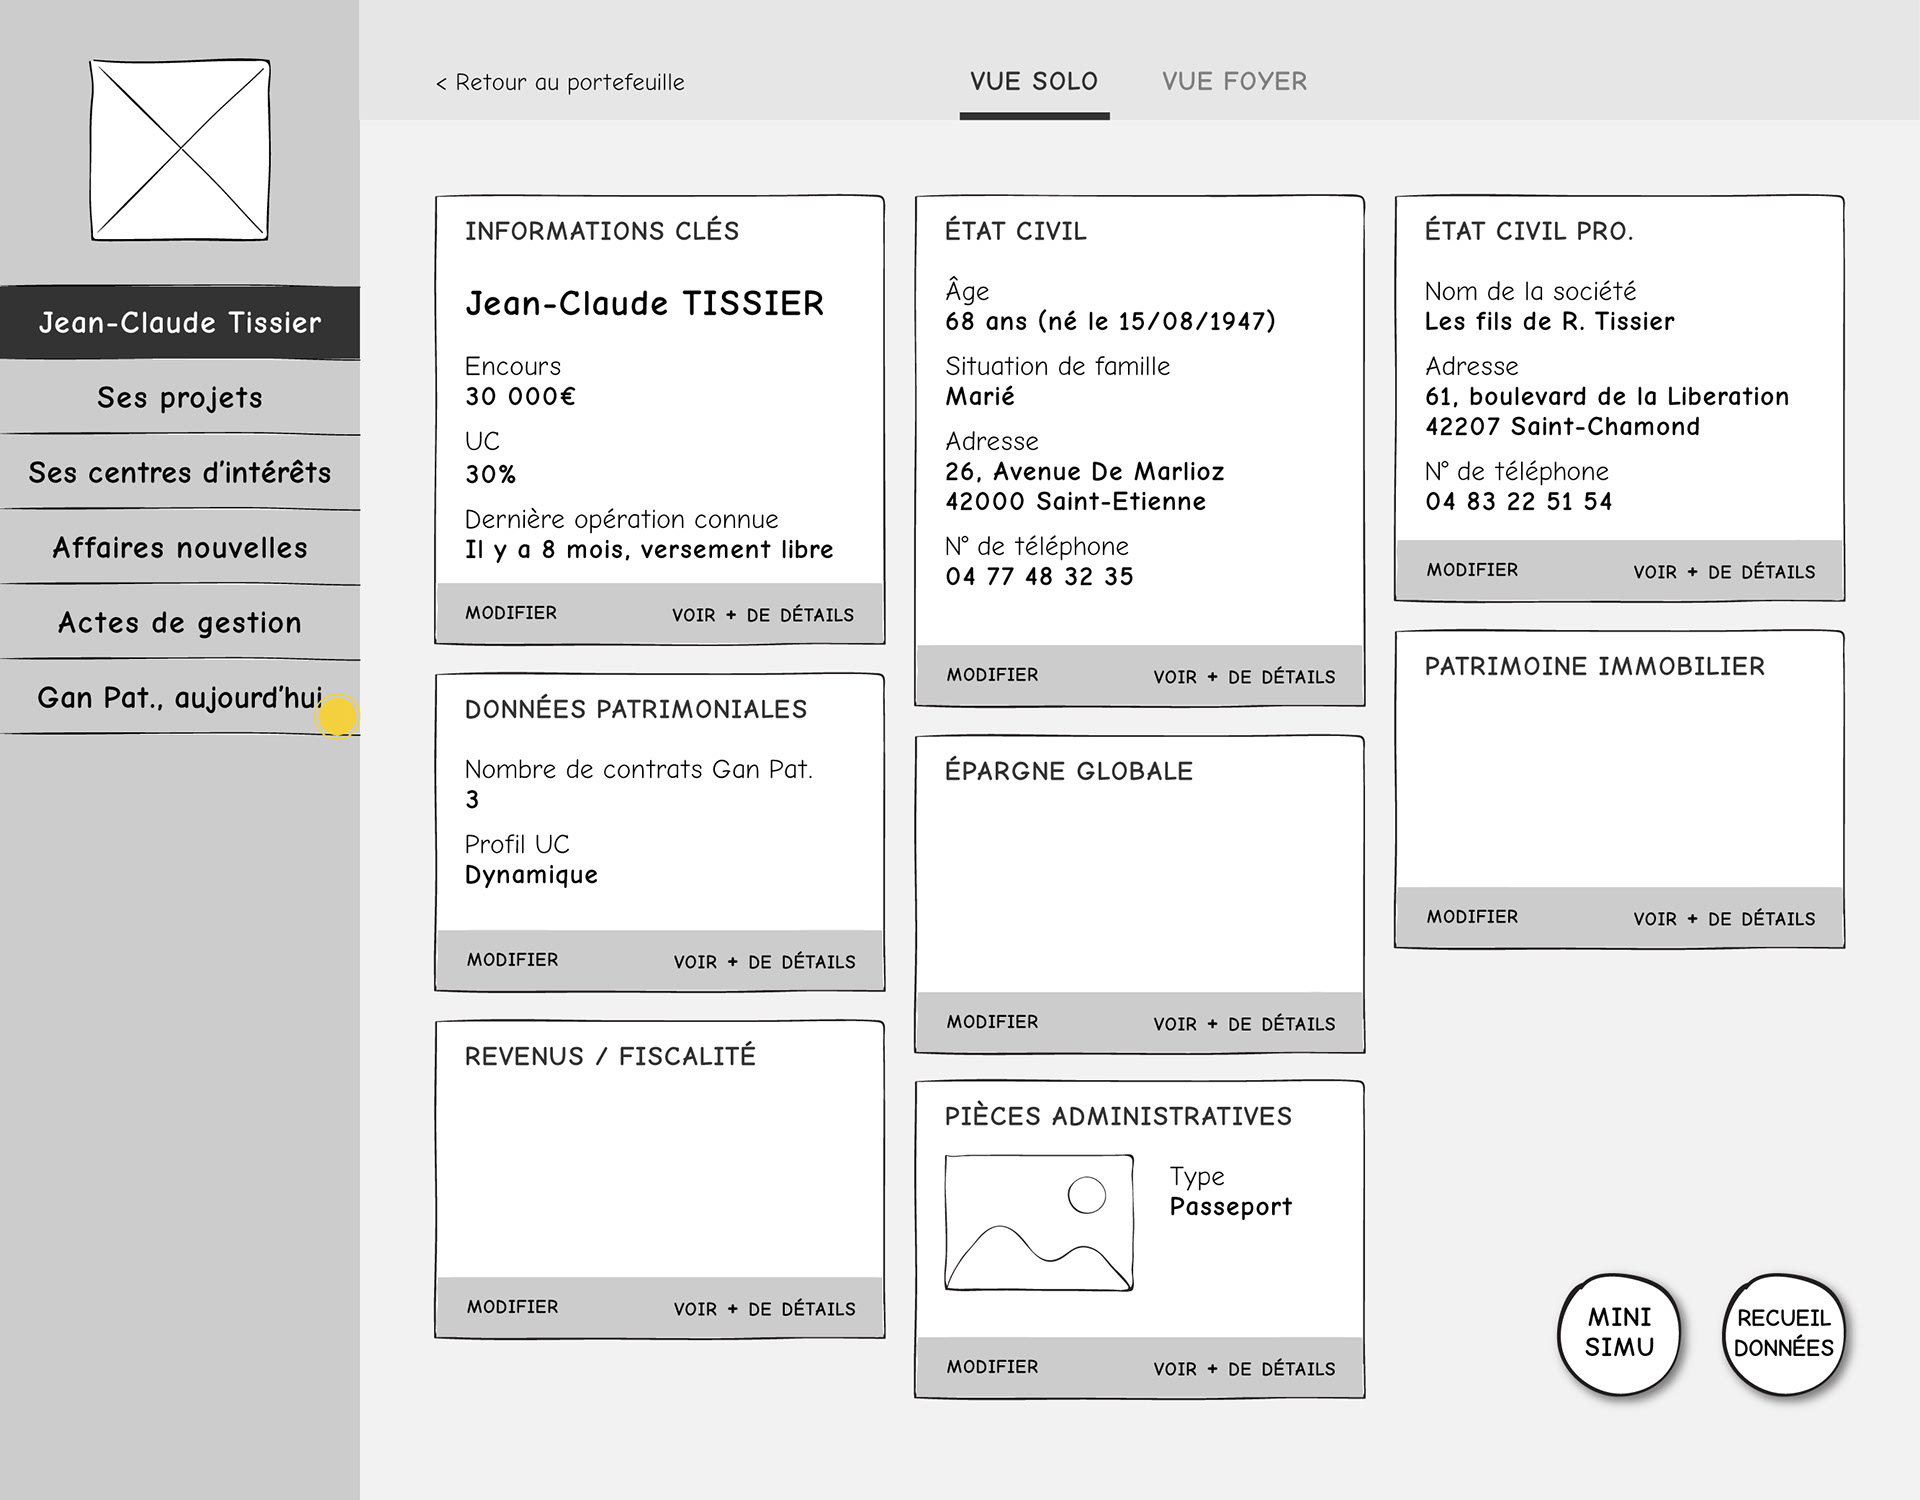 < Retour au portefeuille
VUE SOLO
VUE FOYER
Jean-Claude Tissier
Ses projets
Ses centres d'intérêts
Affaires nouvelles
Actes de gestion
Gan Pat., aujourd'hui
INFORMATIONS CLÉS
Jean-Claude TISSIER
Encours
30 000€
UC
30%
Dernière opération connue
Il y a 8 mois, versement libre
MODIFIER
VOIR + DE DÉTAILS
DONNÉES PATRIMONIALES
Nombre de contrats Gan Pat.
3
Profil UC
Dynamique
MODIFIER
VOIR + DE DÉTAILS
REVENUS / FISCALITÉ
MODIFIER
VOIR + DE DÉTAILS
ÉTAT CIVIL
Âge
68 ans (né le 15/08/1947)
Situation de famille
Marié
Adresse
26, Avenue De Marlioz
42000 Saint-Etienne
N° de téléphone
04 77 48 32 35
MODIFIER
VOIR + DE DÉTAILS
ÉPARGNE GLOBALE
MODIFIER
VOIR + DE DÉTAILS
PIÈCES ADMINISTRATIVES
Type
Passeport
MODIFIER
VOIR + DE DÉTAILS
ÉTAT CIVIL PRO.
Nom de la société
Les fils de R. Tissier
Adresse
61, boulevard de la Liberation
42207 Saint-Chamond
N° de téléphone
04 83 22 51 54
MODIFIER
VOIR + DE DÉTAILS
PATRIMOINE IMMOBILIER
MODIFIER
VOIR + DE DÉTAILS
MINI
SIMU
RECUEIL
DONNÉES